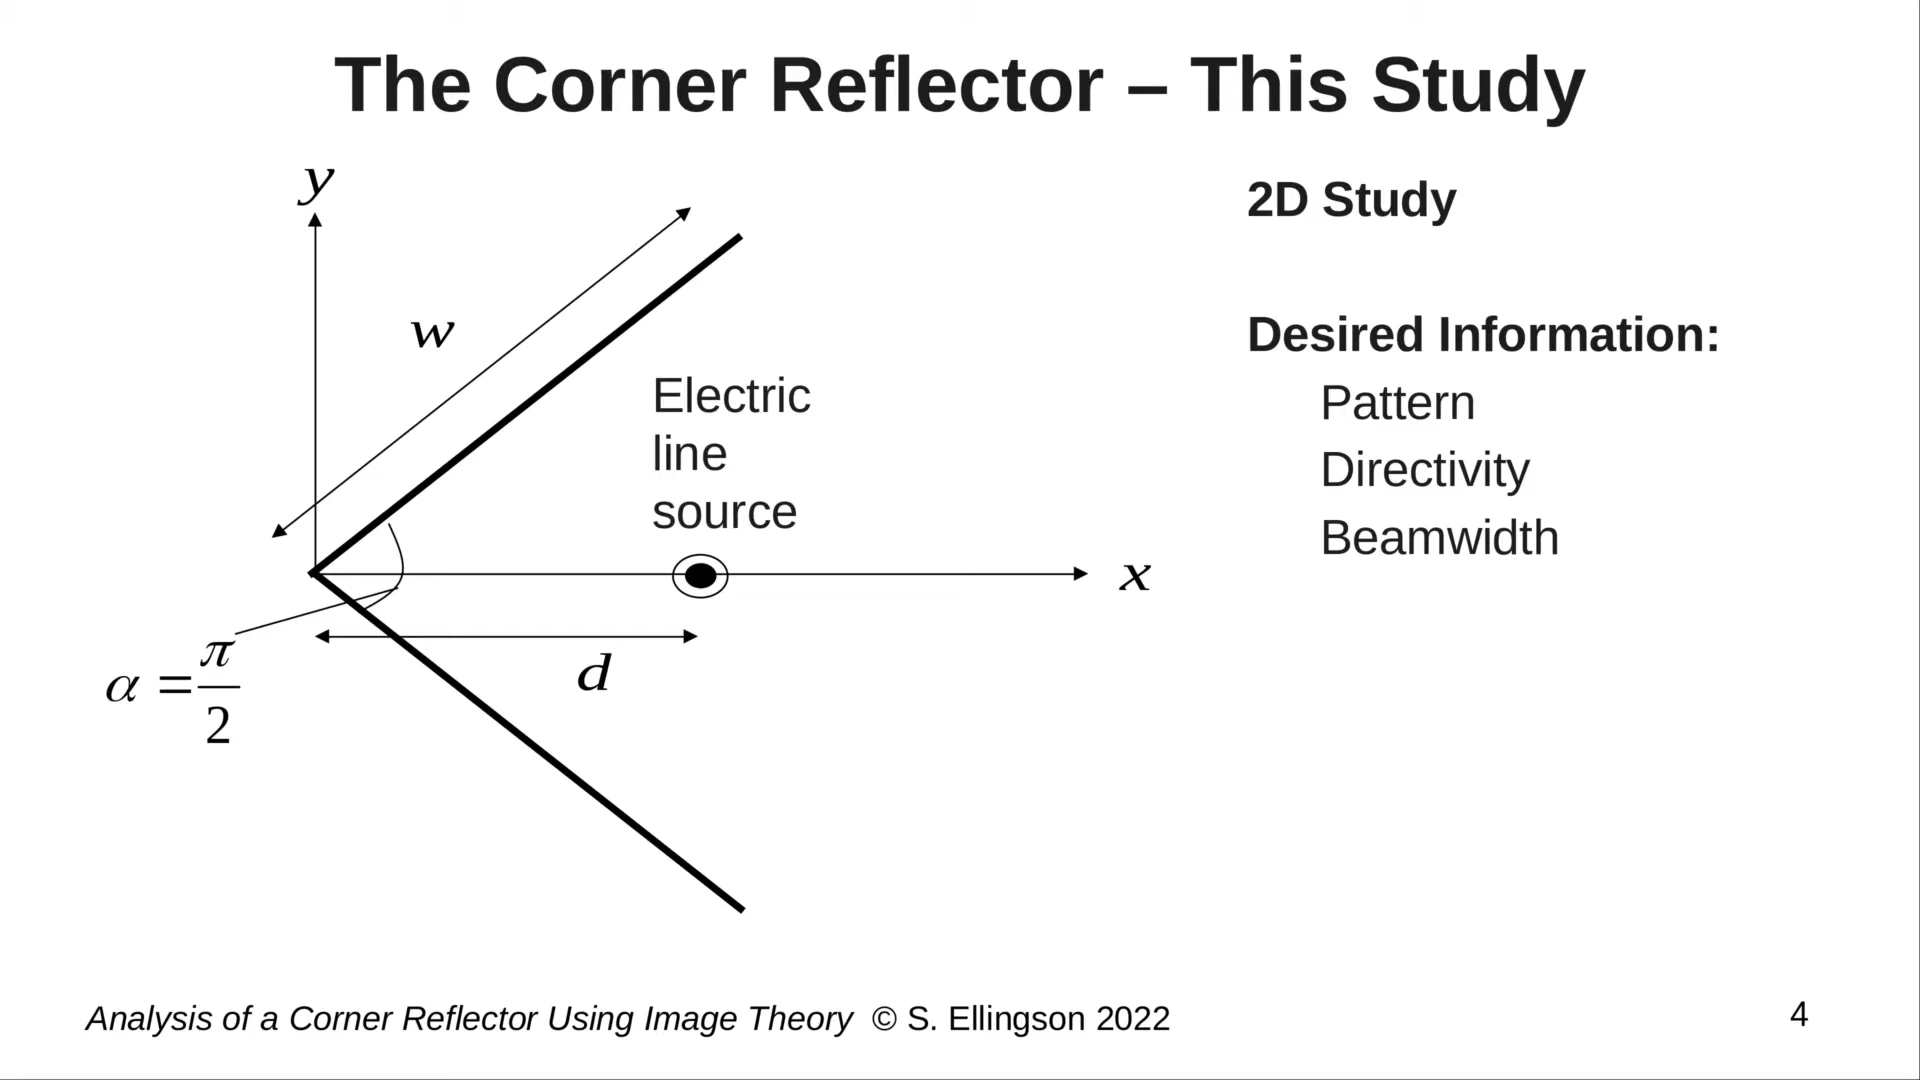 The Corner Reflector – This Study
y
w
Electric
line
source
x
d
α = π/2
2D Study
Desired Information:
Pattern
Directivity
Beamwidth
Analysis of a Corner Reflector Using Image Theory © S. Ellingson 2022
4